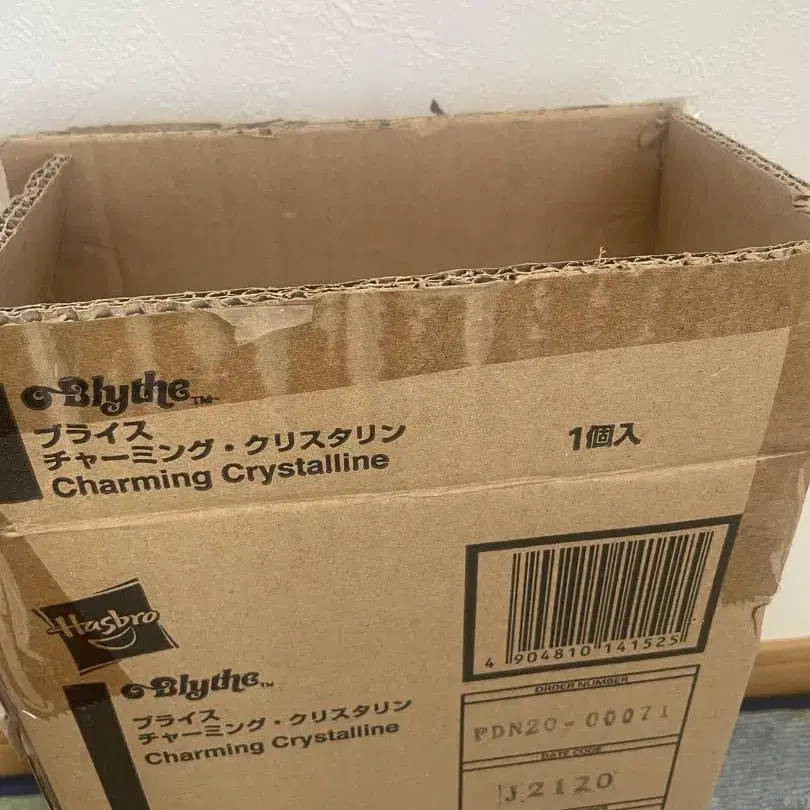 Blythe™
ブライス
チャーミング・クリスタリン
Charming Crystalline
1個入
Hasbro
4 904810 141525
Blythe™
ブライス
チャーミング・クリスタリン
Charming Crystalline
ORDER NUMBER
PDN20-00071
DATE CODE
J2120